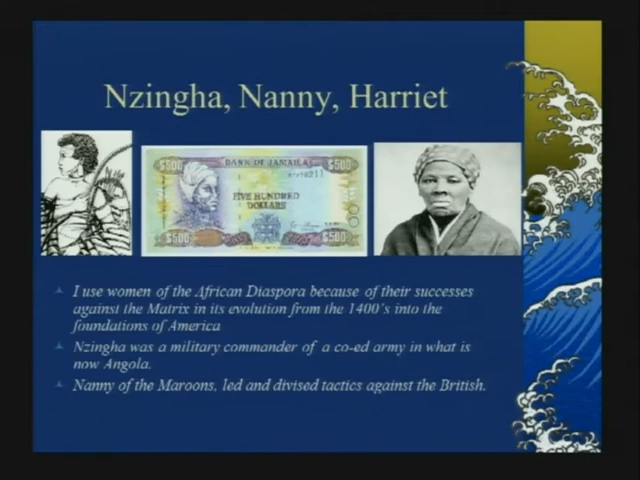 Nzingha, Nanny, Harriet
$500 BANK OF JAMAICA $500
FIVE HUNDRED
DOLLARS
$500 $500
I use women of the African Diaspora because of their successes
against the Matrix in its evolution from the 1400's into the
foundations of America
Nzingha was a military commander of a co-ed army in what is
now Angola.
Nanny of the Maroons, led and divised tactics against the British.